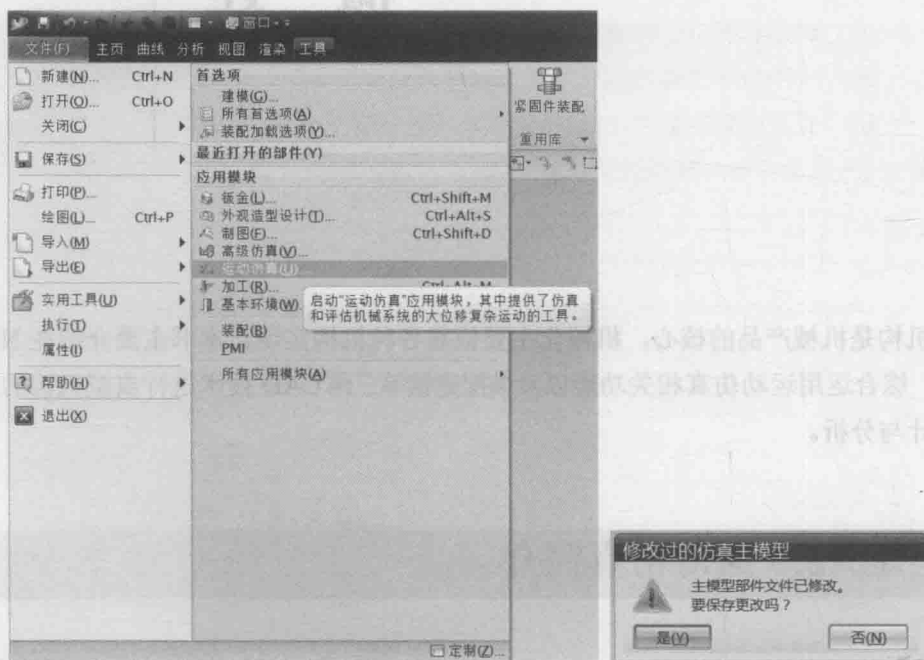 窗口
文件(F) 主页 曲线 分析 视图 渲染 工具
新建(N)... Ctrl+N
打开(O)... Ctrl+O
关闭(C)
保存(S)
打印(P)...
绘图(L)... Ctrl+P
导入(M)
导出(E)
实用工具(U)
执行(T)
属性(I)
帮助(H)
退出(X)
首选项
建模(G)...
所有首选项(A)
装配加载选项(Y)...
最近打开的部件(Y)
应用模块
钣金(L)... Ctrl+Shift+M
外观造型设计(T)... Ctrl+Alt+S
制图(F)... Ctrl+Shift+D
高级仿真(V)...
运动仿真(U)...
加工(R)... Ctrl+Alt+M
基本环境(W)
启动"运动仿真"应用模块，其中提供了仿真
和评估机械系统的大位移复杂运动的工具。
装配(B)
PMI
所有应用模块(A)
定制(Z)...
紧固件装配
重用库
修改过的仿真主模型
主模型部件文件已修改。
要保存更改吗？
是(Y) 否(N)